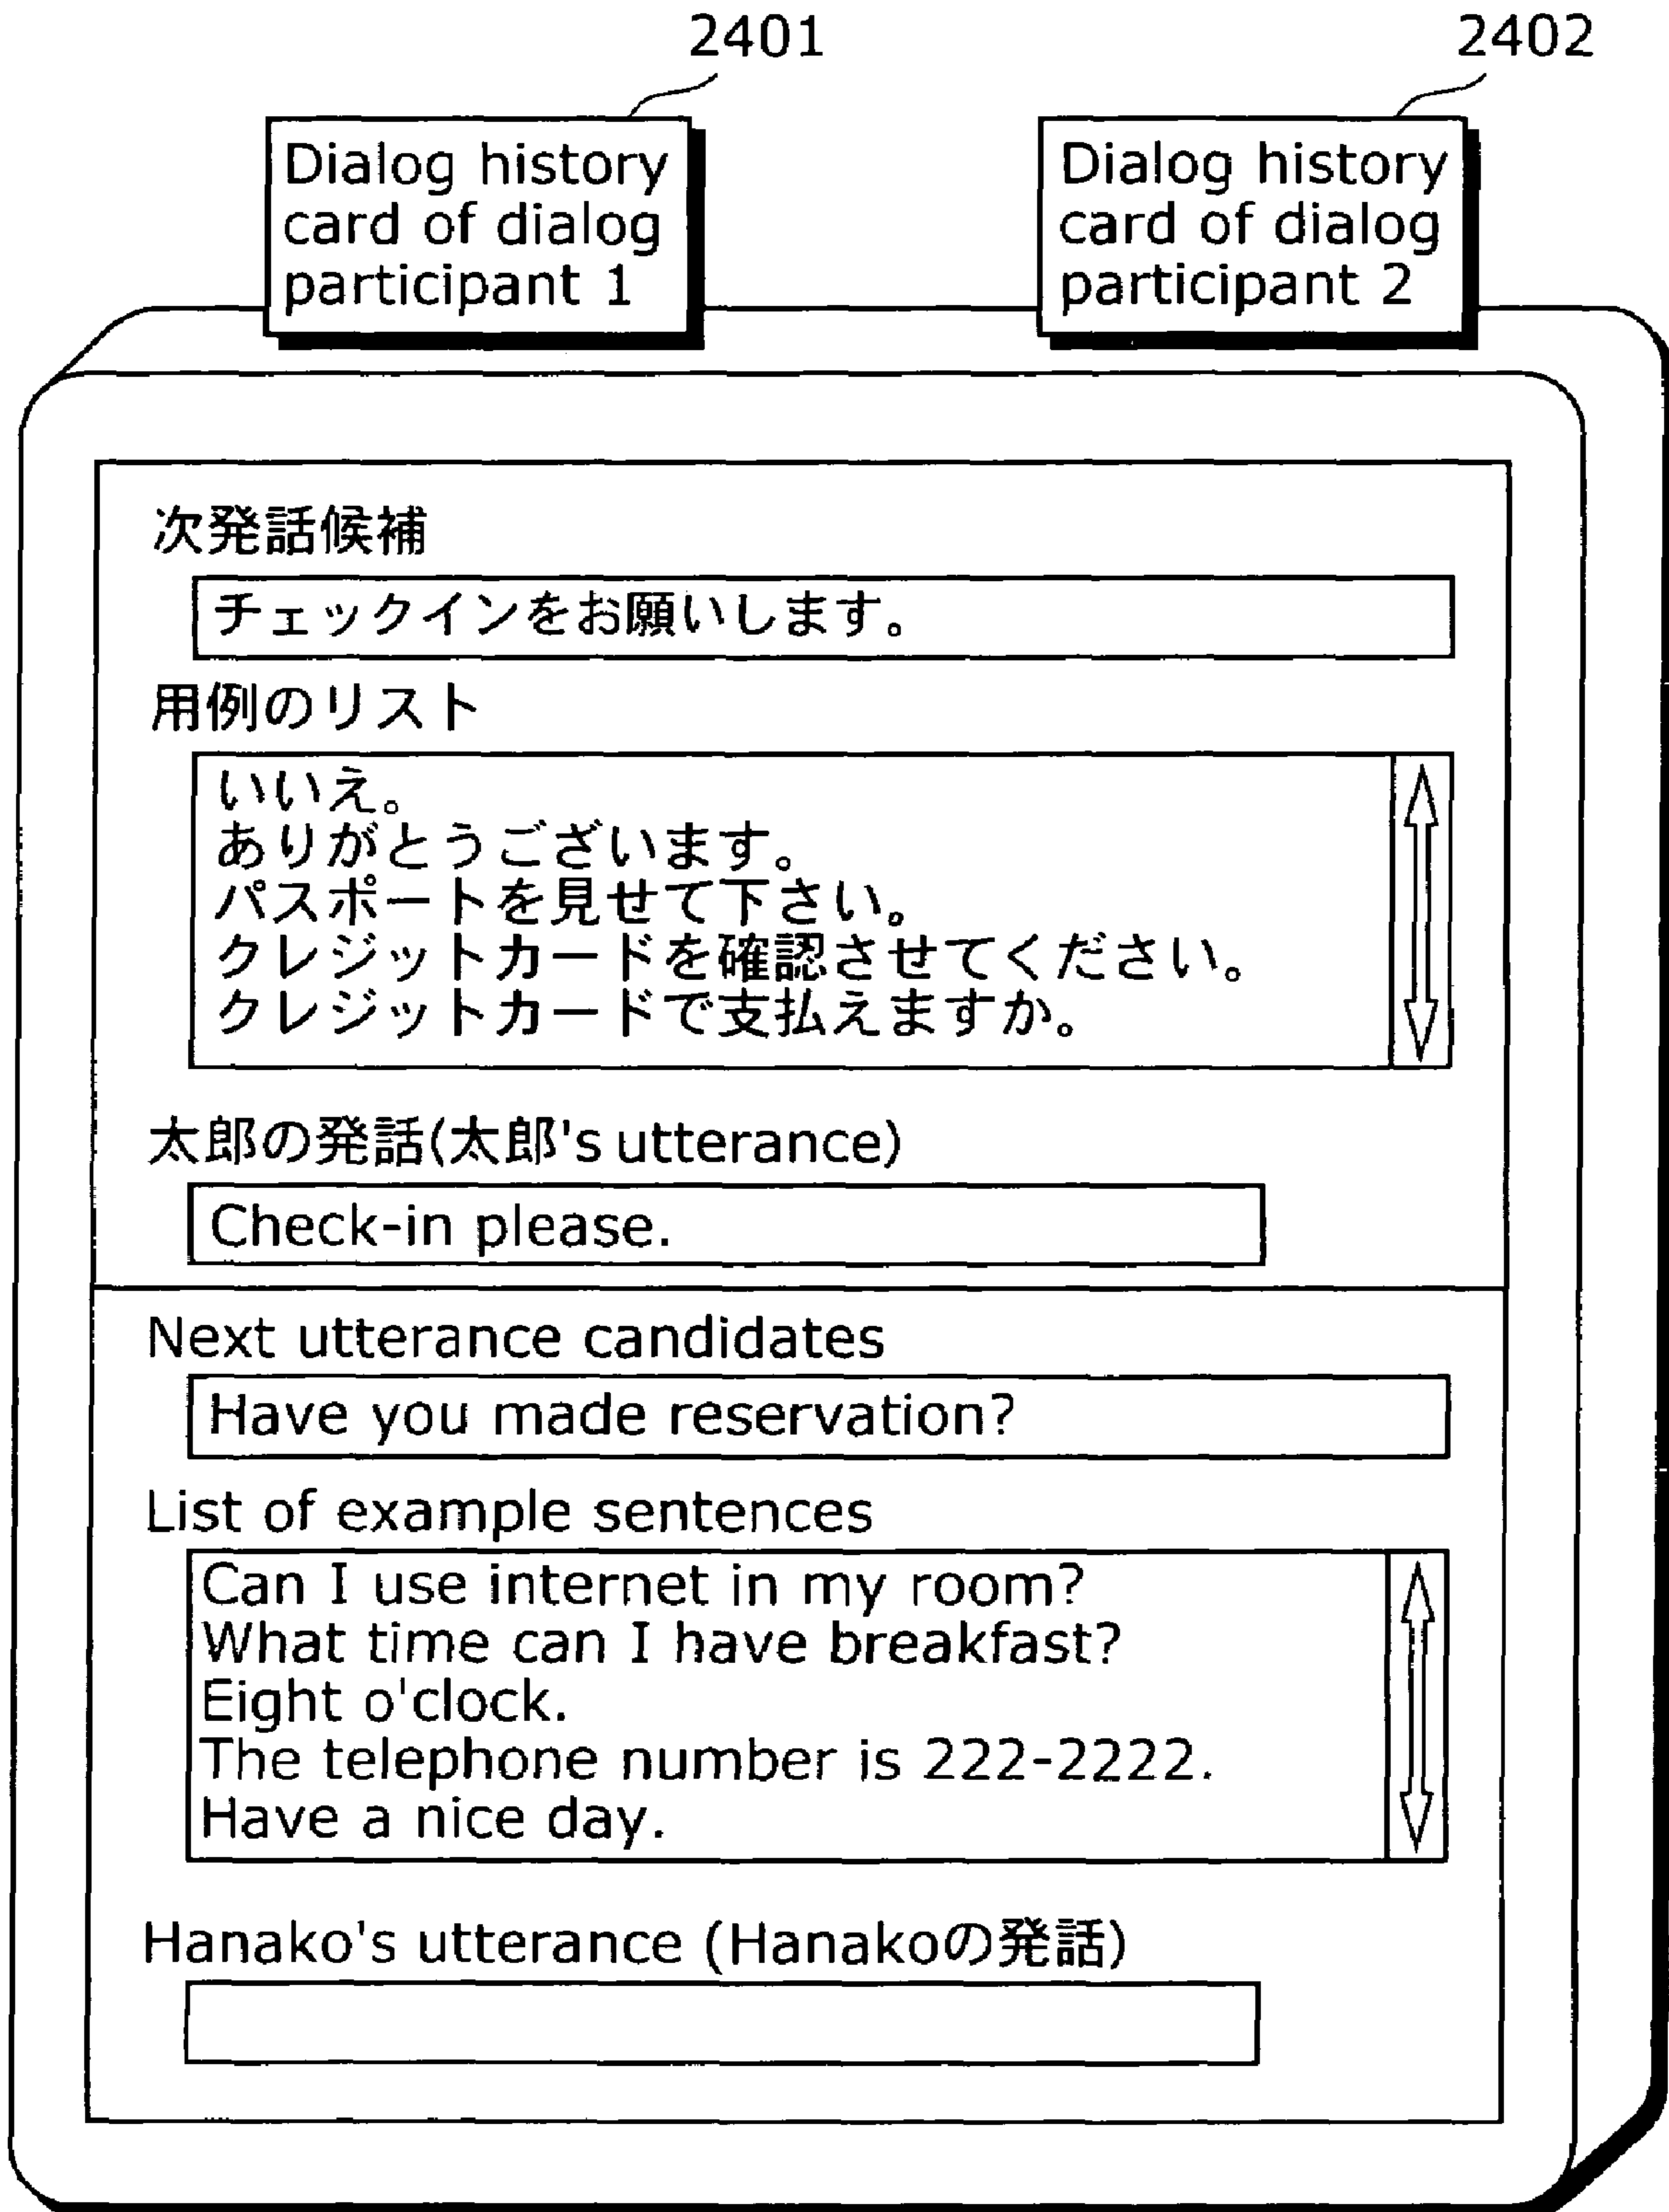 2401
2402
Dialog history
card of dialog
participant 1
Dialog history
card of dialog
participant 2
次発話候補
チェックインをお願いします。
用例のリスト
いいえ。
ありがとうございます。
パスポートを見せて下さい。
クレジットカードを確認させてください。
クレジットカードで支払えますか。
太郎の発話(太郎's utterance)
Check-in please.
Next utterance candidates
Have you made reservation?
List of example sentences
Can I use internet in my room?
What time can I have breakfast?
Eight o'clock.
The telephone number is 222-2222.
Have a nice day.
Hanako's utterance (Hanakoの発話)